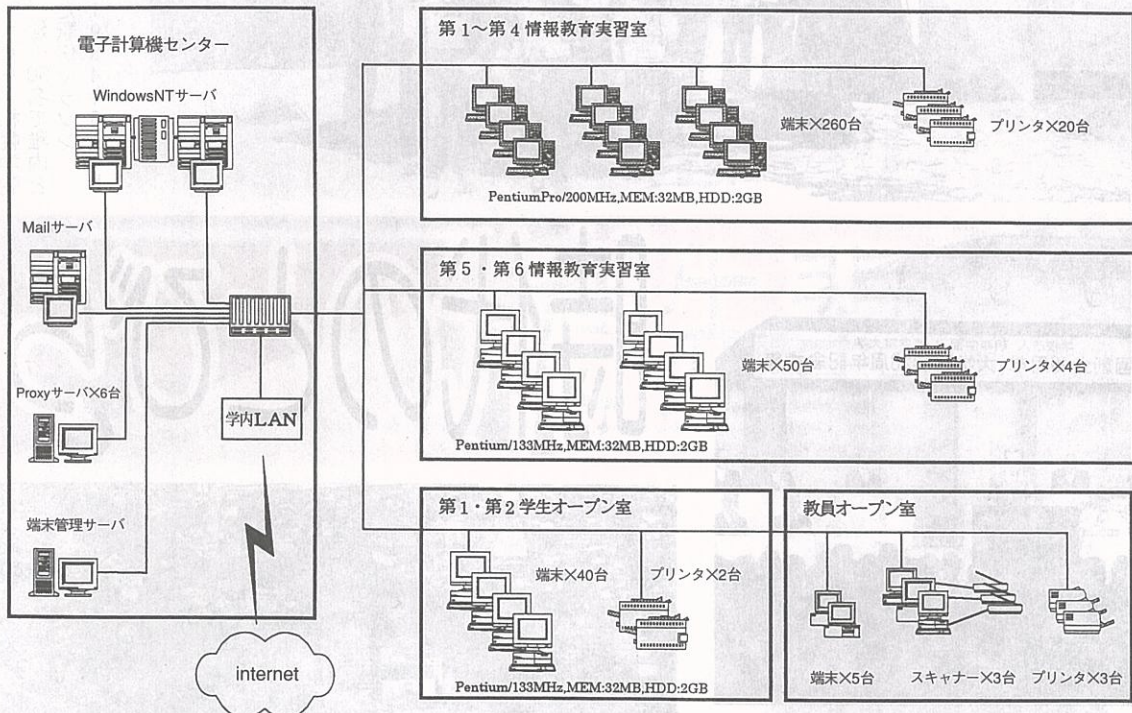 電子計算機センター
WindowsNTサーバ
Mailサーバ
Proxyサーバ×6台
端末管理サーバ
学内LAN
internet
第1〜第4情報教育実習室
端末×260台
プリンタ×20台
PentiumPro/200MHz,MEM:32MB,HDD:2GB
第5・第6情報教育実習室
端末×50台
プリンタ×4台
Pentium/133MHz,MEM:32MB,HDD:2GB
第1・第2学生オープン室
端末×40台
プリンタ×2台
Pentium/133MHz,MEM:32MB,HDD:2GB
教員オープン室
端末×5台
スキャナー×3台
プリンタ×3台